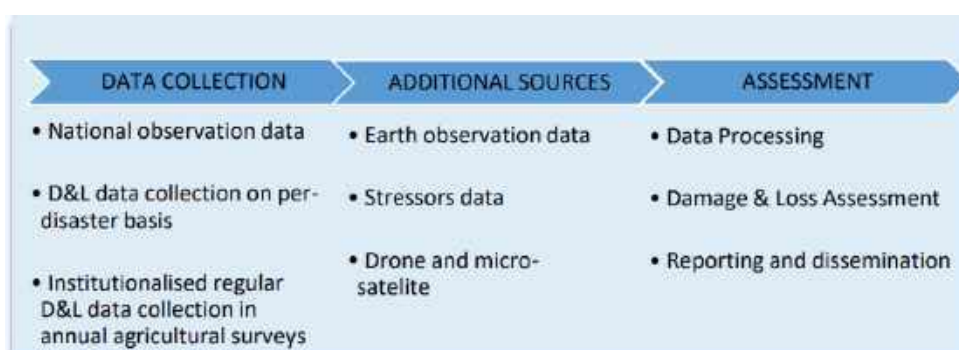 DATA COLLECTION
• National observation data
• D&L data collection on per-
disaster basis
• Institutionalised regular
D&L data collection in
annual agricultural surveys
ADDITIONAL SOURCES
• Earth observation data
• Stressors data
• Drone and micro-
satelite
ASSESSMENT
• Data Processing
• Damage & Loss Assessment
• Reporting and dissemination